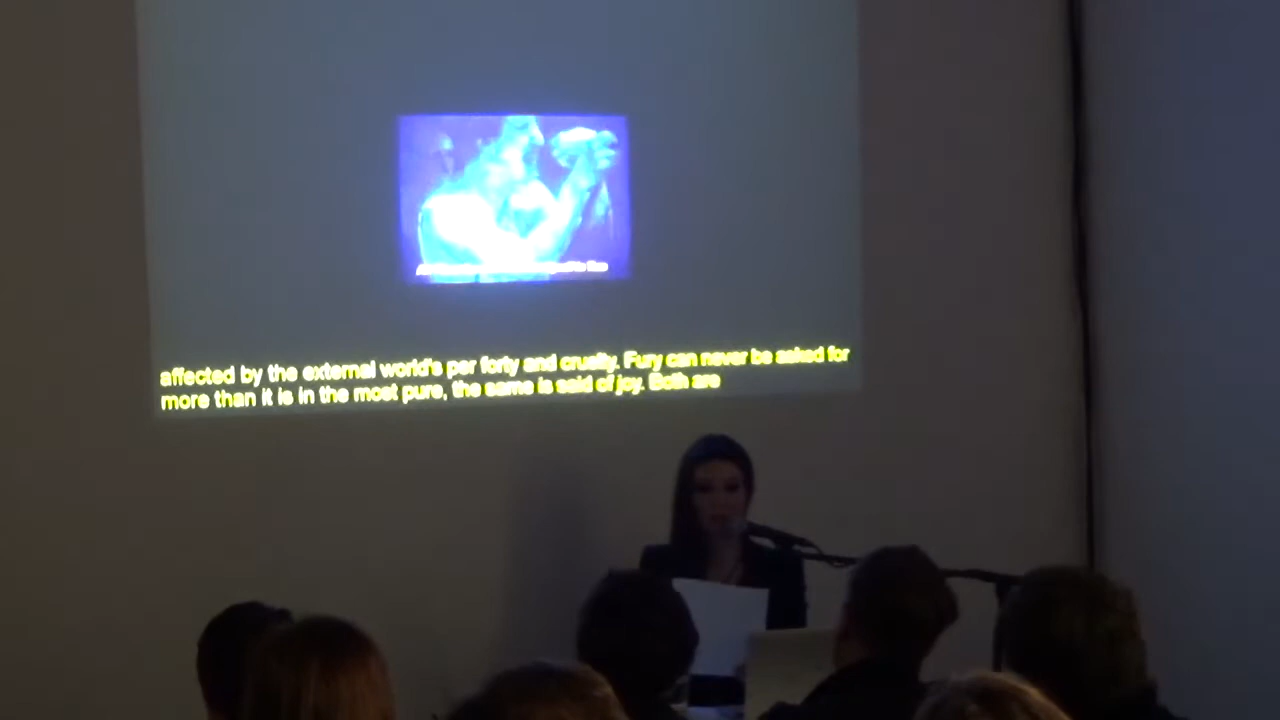 affected by the external world's per forty and cruelty. Fury can never be asked for
more than it is in the most pure, the same is said of joy. Both are